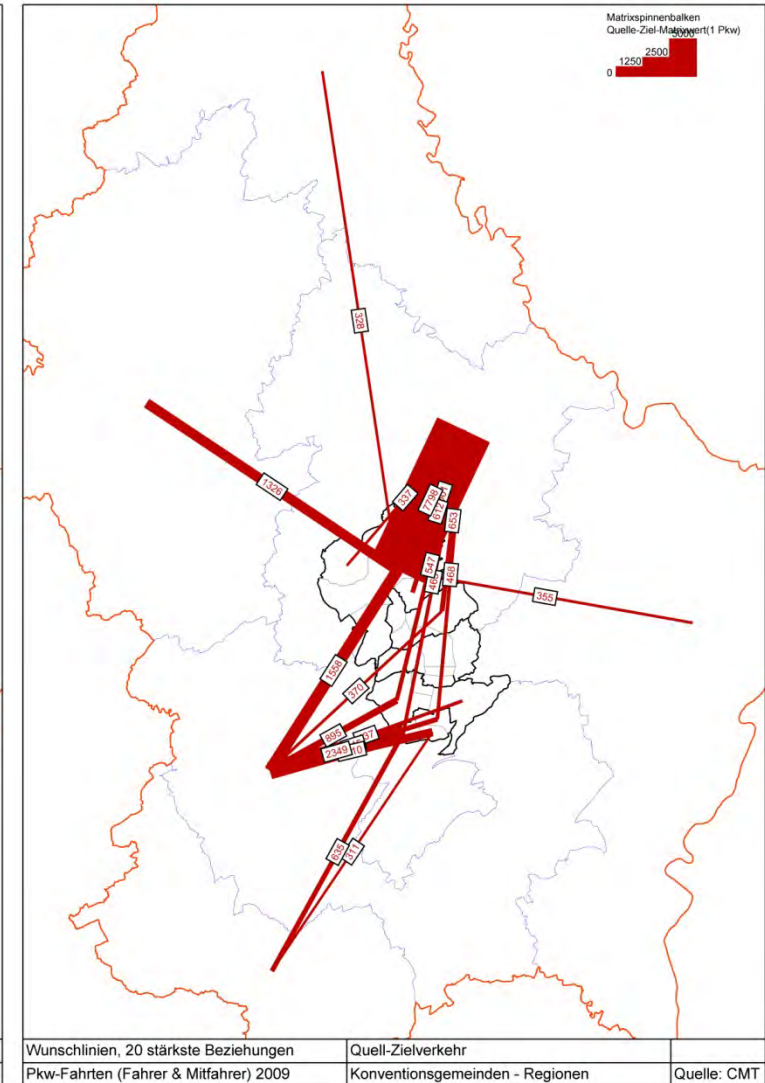 Matrixspinnenbalken
Quelle-Ziel-Matrixwert(1 Pkw)
5000
2500
1250
0
328
1326
337
7798
612
653
547
468
355
1558
370
895
2349
635
311
Wunschlinien, 20 stärkste Beziehungen
Quell-Zielverkehr
Pkw-Fahrten (Fahrer & Mitfahrer) 2009
Konventionsgemeinden - Regionen
Quelle: CMT